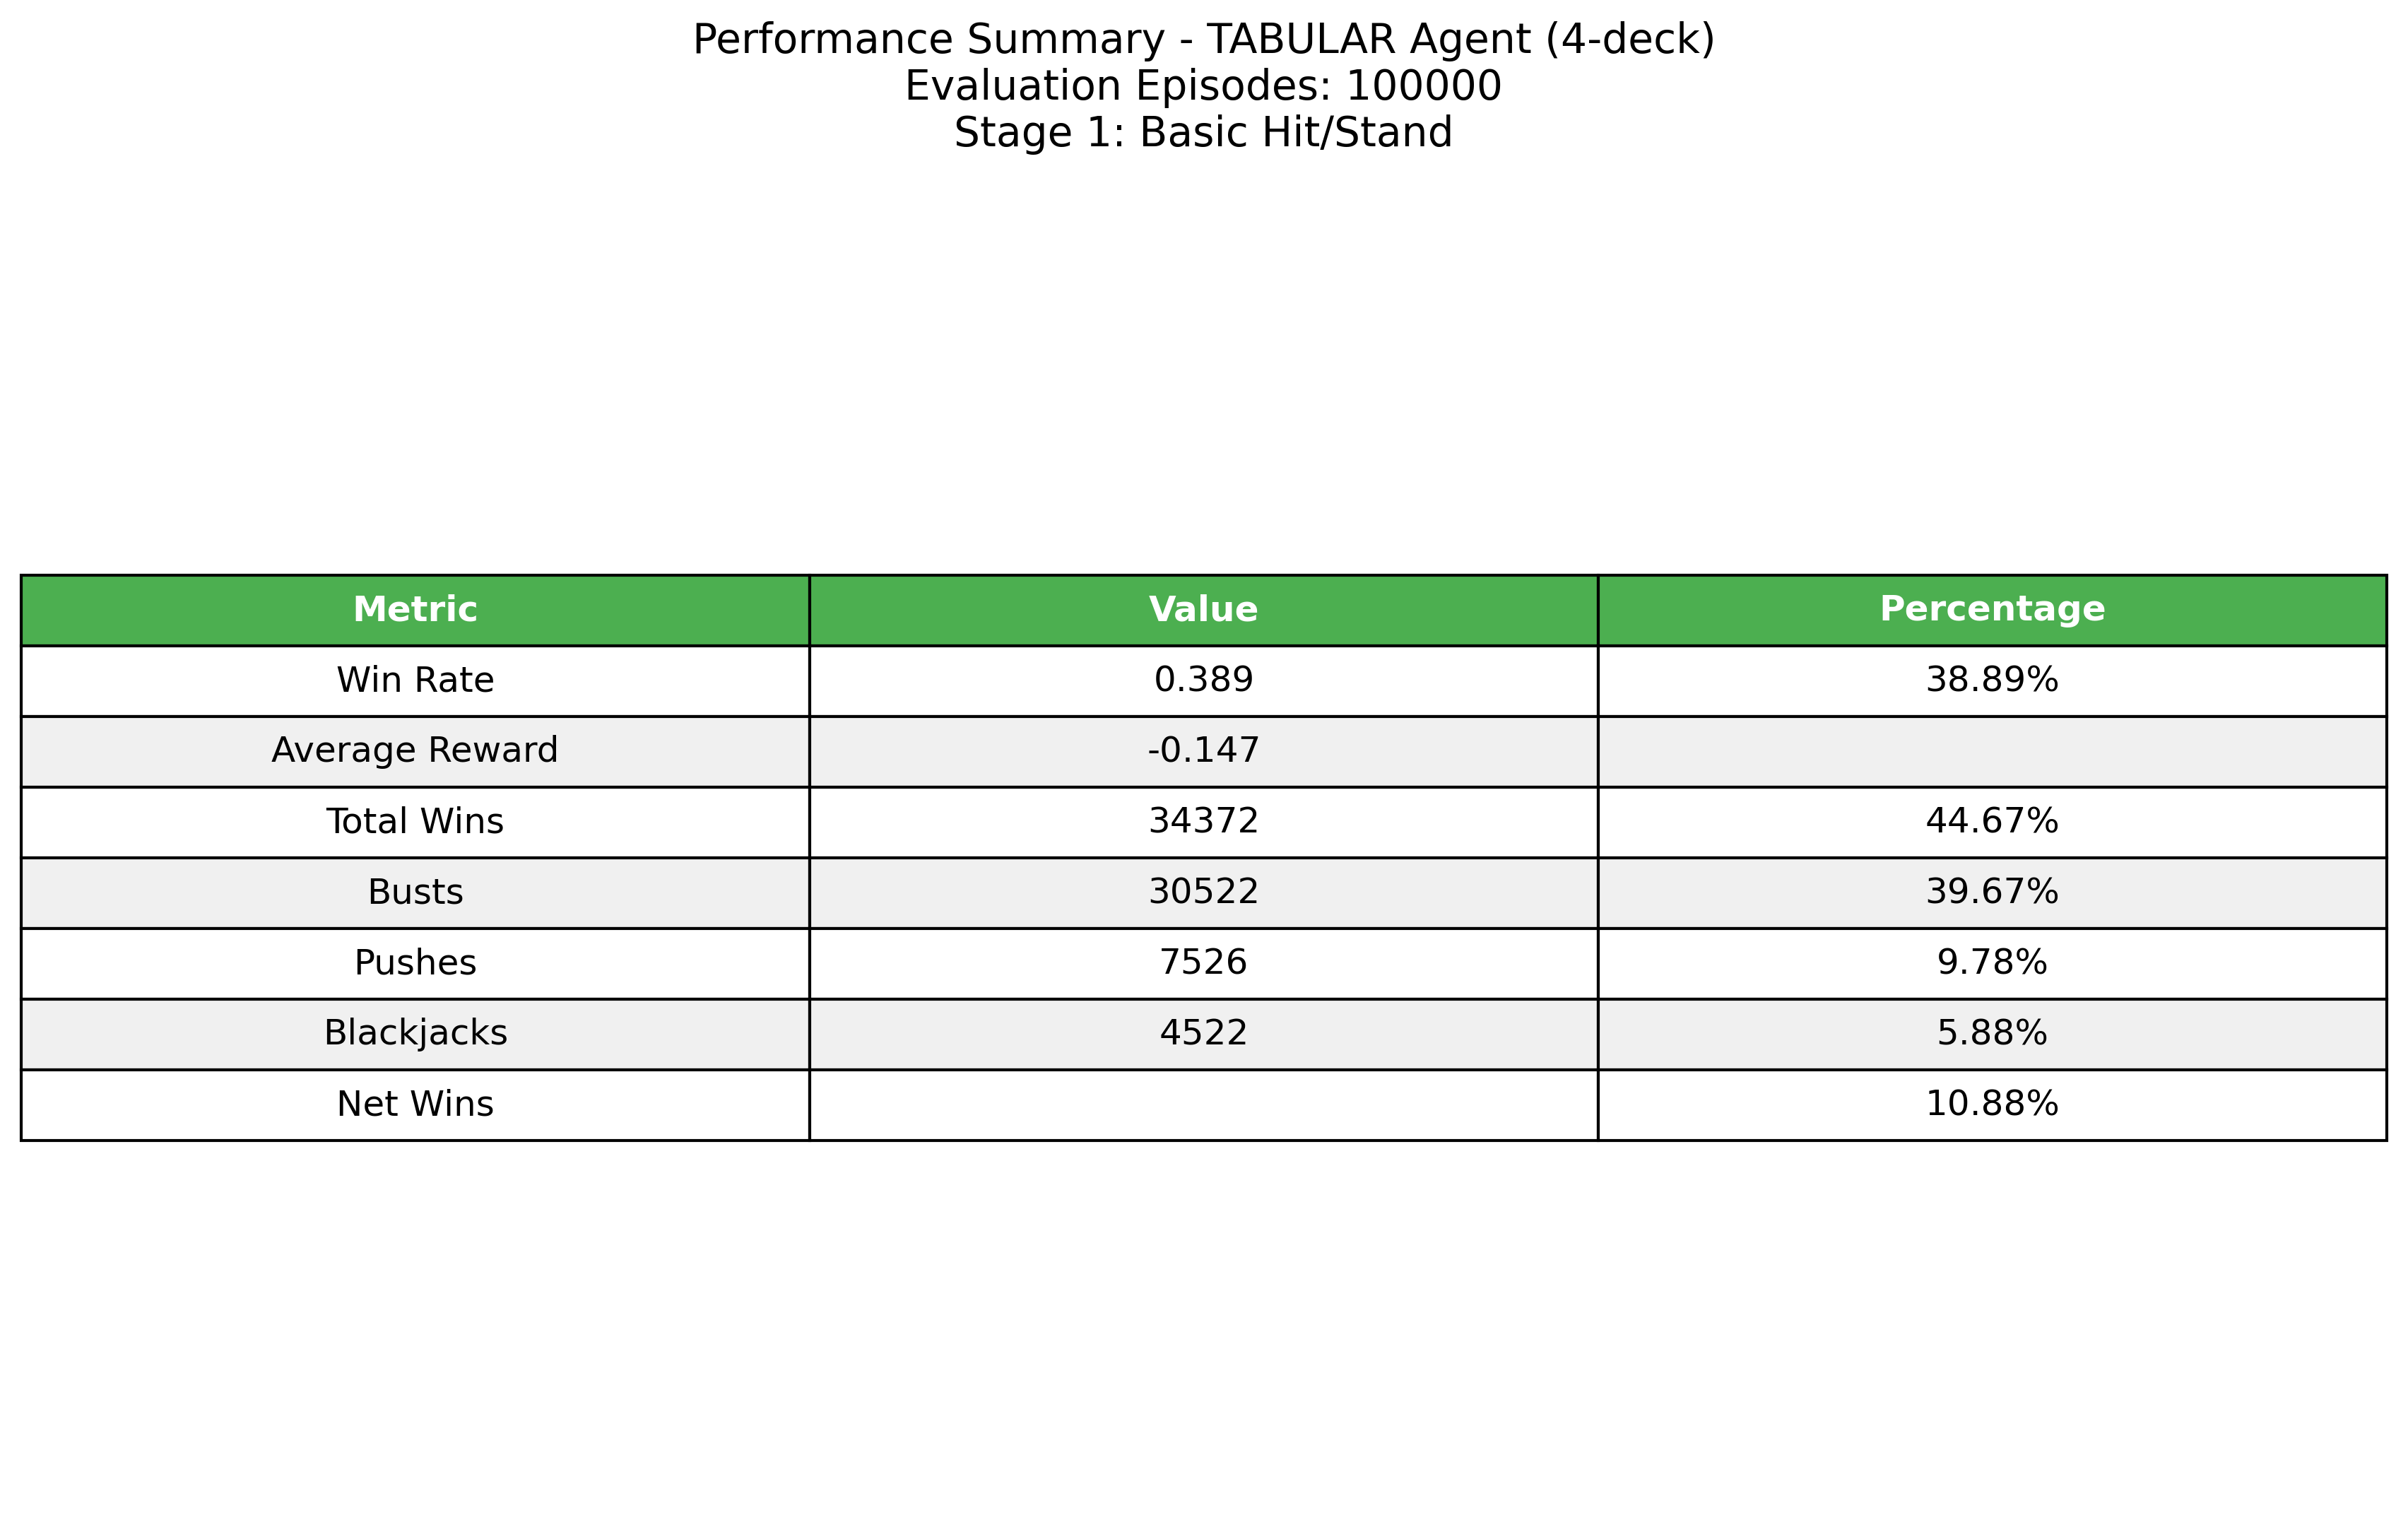 Performance Summary - TABULAR Agent (4-deck)
Evaluation Episodes: 100000
Stage 1: Basic Hit/Stand
Metric Value Percentage
Win Rate 0.389 38.89%
Average Reward -0.147
Total Wins 34372 44.67%
Busts 30522 39.67%
Pushes 7526 9.78%
Blackjacks 4522 5.88%
Net Wins 10.88%